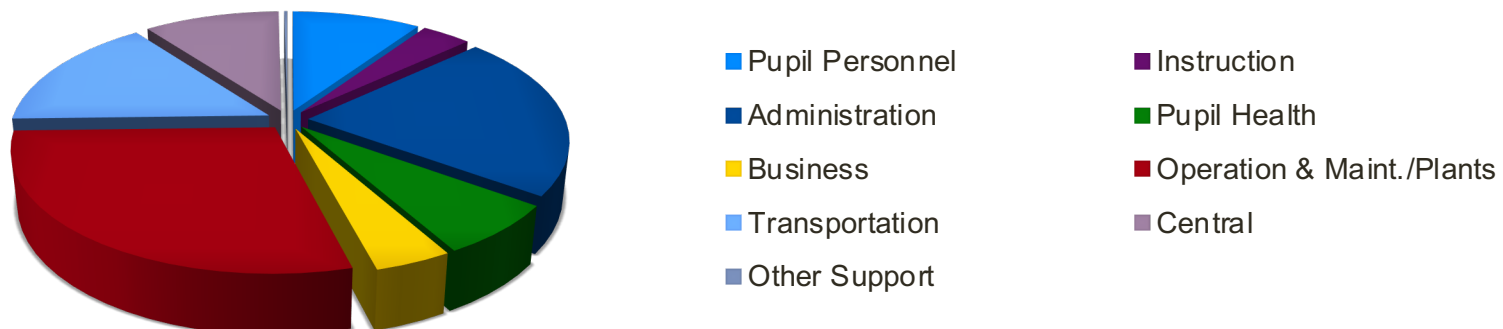 Pupil Personnel
Instruction
Administration
Pupil Health
Business
Operation & Maint./Plants
Transportation
Central
Other Support